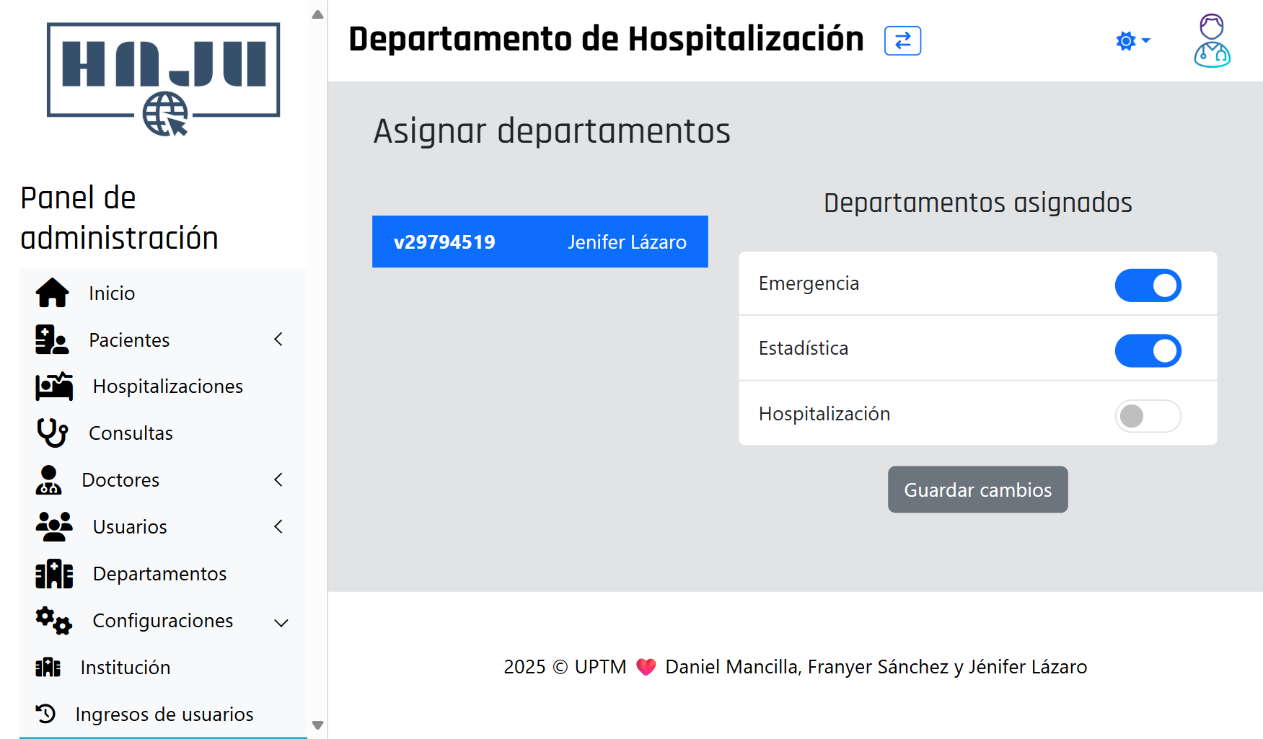 HNJU
Panel de
administración
Inicio
Pacientes
Hospitalizaciones
Consultas
Doctores
Usuarios
Departamentos
Configuraciones
Institución
Ingresos de usuarios
Departamento de Hospitalización
Asignar departamentos
v29794519 Jenifer Lázaro
Departamentos asignados
Emergencia
Estadística
Hospitalización
Guardar cambios
2025 © UPTM ❤ Daniel Mancilla, Franyer Sánchez y Jénifer Lázaro